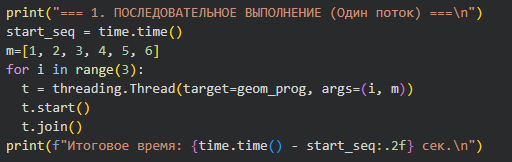 print("=== 1. ПОСЛЕДОВАТЕЛЬНОЕ ВЫПОЛНЕНИЕ (Один поток) ===\n")
start_seq = time.time()
m=[1, 2, 3, 4, 5, 6]
for i in range(3):
  t = threading.Thread(target=geom_prog, args=(i, m))
  t.start()
  t.join()
print(f"Итоговое время: {time.time() - start_seq:.2f} сек.\n")